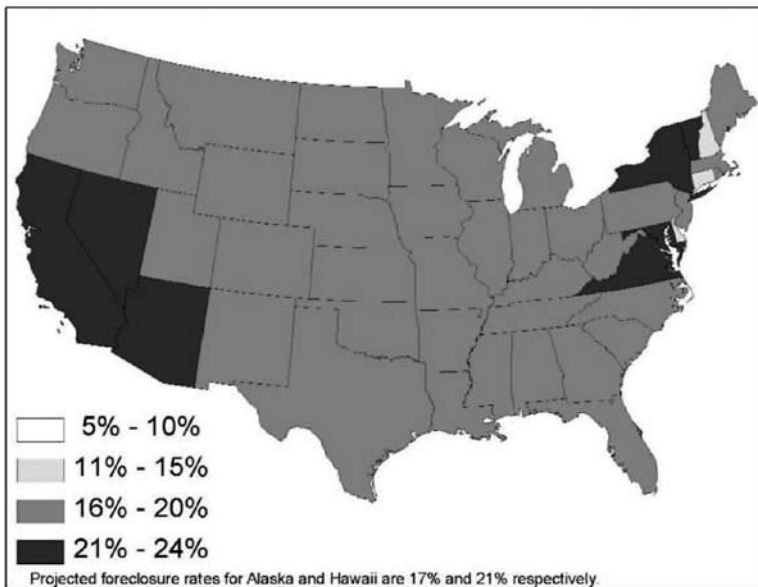 5% - 10%
11% - 15%
16% - 20%
21% - 24%
Projected foreclosure rates for Alaska and Hawaii are 17% and 21% respectively.